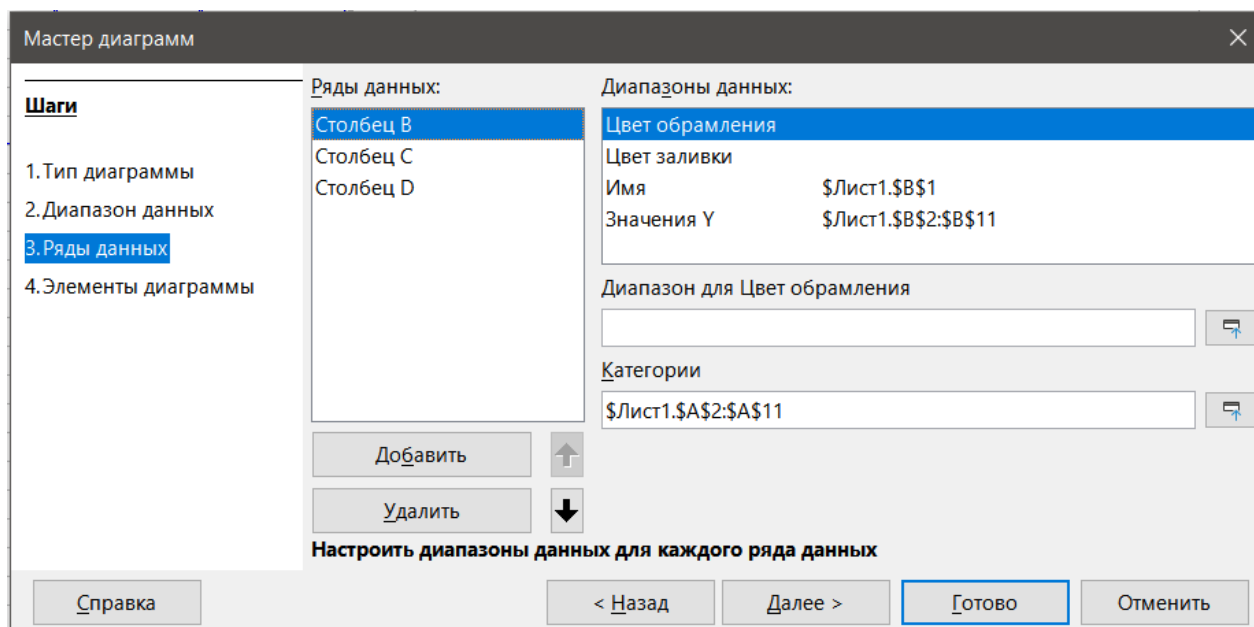 Мастер диаграмм
Шаги
1.Тип диаграммы
2.Диапазон данных
3.Ряды данных
4.Элементы диаграммы
Ряды данных:
Столбец B
Столбец C
Столбец D
Добавить
Удалить
Диапазоны данных:
Цвет обрамления
Цвет заливки
Имя $Лист1.$B$1
Значения Y $Лист1.$B$2:$B$11
Диапазон для Цвет обрамления
Категории
$Лист1.$A$2:$A$11
Настроить диапазоны данных для каждого ряда данных
Справка
< Назад
Далее >
Готово
Отменить